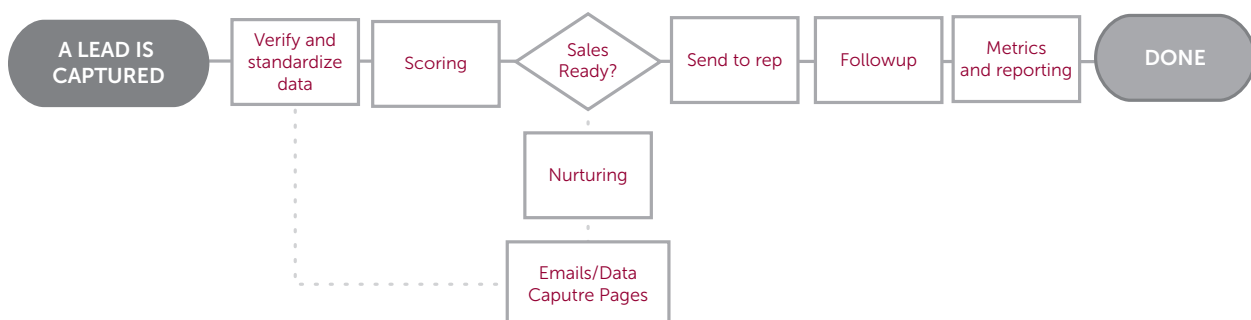 A LEAD IS
CAPTURED
Verify and
standardize
data
Scoring
Sales
Ready?
Send to rep
Followup
Metrics
and reporting
DONE
Nurturing
Emails/Data
Caputre Pages